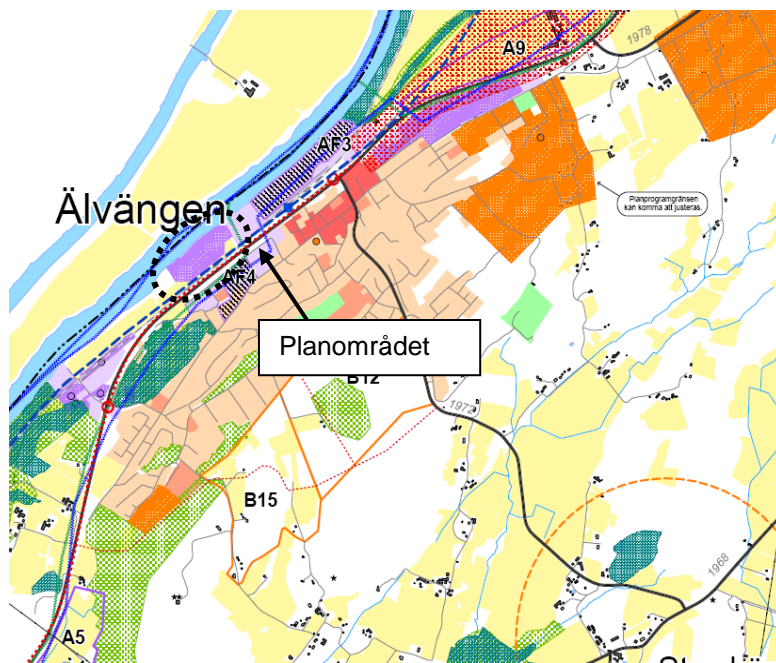 1978
A9
AF3
Planprogramgränsen
kan komma att justeras.
Älvängen
AF4
Planområdet
B12
1972
B15
1968
A5